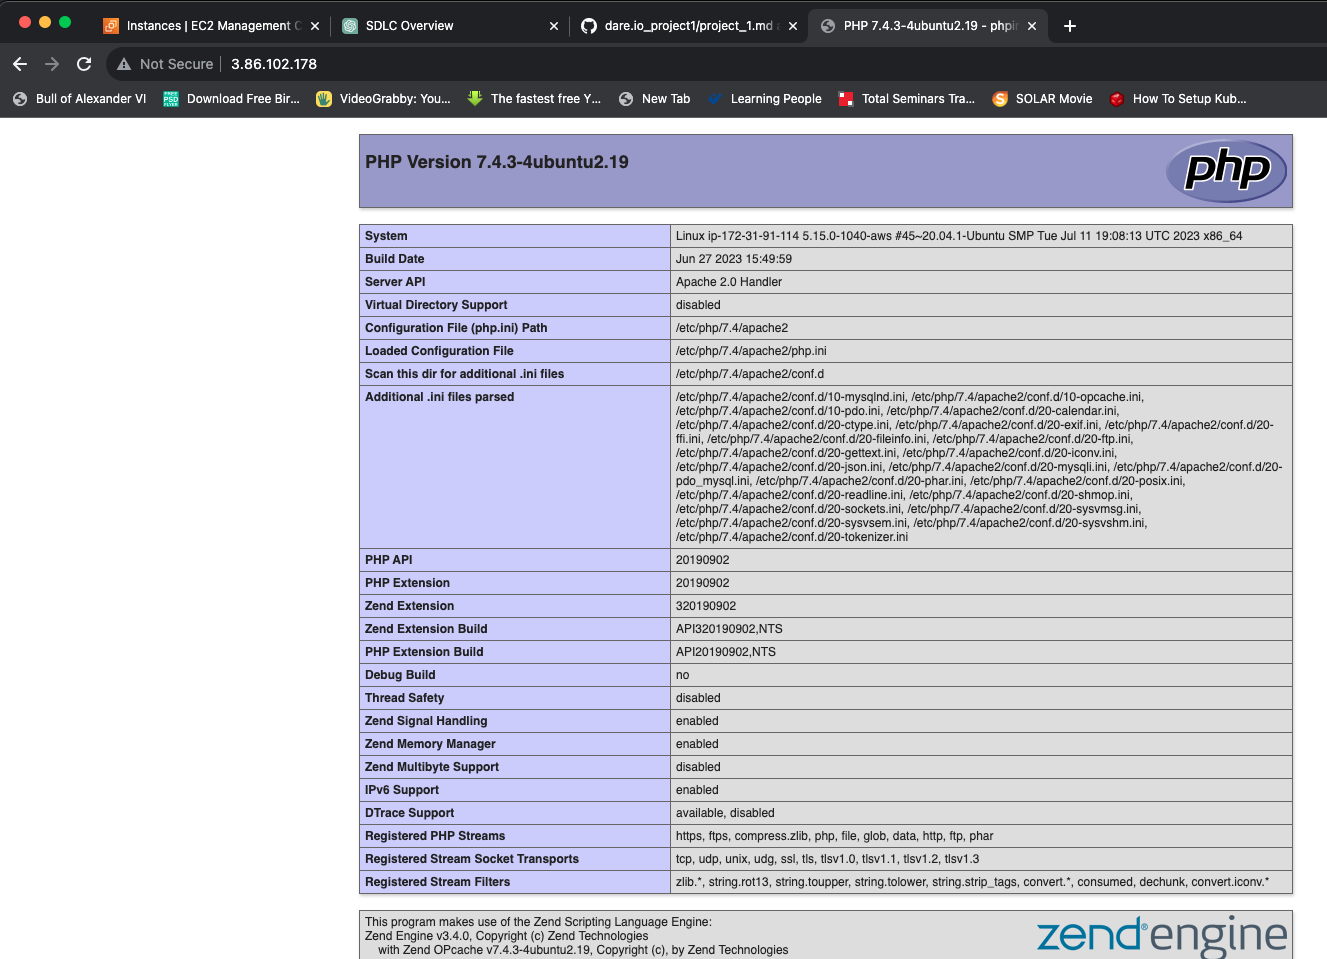 Instances | EC2 Management C
SDLC Overview
dare.io_project1/project_1.md
PHP 7.4.3-4ubuntu2.19 - phpin
Not Secure
3.86.102.178
Bull of Alexander VI
Download Free Bir...
VideoGrabby: You...
The fastest free Y...
New Tab
Learning People
Total Seminars Tra...
SOLAR Movie
How To Setup Kub...
PHP Version 7.4.3-4ubuntu2.19
php
System Linux ip-172-31-91-114 5.15.0-1040-aws #45~20.04.1-Ubuntu SMP Tue Jul 11 19:08:13 UTC 2023 x86_64
Build Date Jun 27 2023 15:49:59
Server API Apache 2.0 Handler
Virtual Directory Support disabled
Configuration File (php.ini) Path /etc/php/7.4/apache2
Loaded Configuration File /etc/php/7.4/apache2/php.ini
Scan this dir for additional .ini files /etc/php/7.4/apache2/conf.d
Additional .ini files parsed /etc/php/7.4/apache2/conf.d/10-mysqlnd.ini, /etc/php/7.4/apache2/conf.d/10-opcache.ini,
/etc/php/7.4/apache2/conf.d/10-pdo.ini, /etc/php/7.4/apache2/conf.d/20-calendar.ini,
/etc/php/7.4/apache2/conf.d/20-ctype.ini, /etc/php/7.4/apache2/conf.d/20-exif.ini, /etc/php/7.4/apache2/conf.d/20-
ffi.ini, /etc/php/7.4/apache2/conf.d/20-fileinfo.ini, /etc/php/7.4/apache2/conf.d/20-ftp.ini,
/etc/php/7.4/apache2/conf.d/20-gettext.ini, /etc/php/7.4/apache2/conf.d/20-iconv.ini,
/etc/php/7.4/apache2/conf.d/20-json.ini, /etc/php/7.4/apache2/conf.d/20-mysqli.ini, /etc/php/7.4/apache2/conf.d/20-
pdo_mysql.ini, /etc/php/7.4/apache2/conf.d/20-phar.ini, /etc/php/7.4/apache2/conf.d/20-posix.ini,
/etc/php/7.4/apache2/conf.d/20-readline.ini, /etc/php/7.4/apache2/conf.d/20-shmop.ini,
/etc/php/7.4/apache2/conf.d/20-sockets.ini, /etc/php/7.4/apache2/conf.d/20-sysvmsg.ini,
/etc/php/7.4/apache2/conf.d/20-sysvsem.ini, /etc/php/7.4/apache2/conf.d/20-sysvshm.ini,
/etc/php/7.4/apache2/conf.d/20-tokenizer.ini
PHP API 20190902
PHP Extension 20190902
Zend Extension 320190902
Zend Extension Build API320190902,NTS
PHP Extension Build API20190902,NTS
Debug Build no
Thread Safety disabled
Zend Signal Handling enabled
Zend Memory Manager enabled
Zend Multibyte Support disabled
IPv6 Support enabled
DTrace Support available, disabled
Registered PHP Streams https, ftps, compress.zlib, php, file, glob, data, http, ftp, phar
Registered Stream Socket Transports tcp, udp, unix, udg, ssl, tls, tlsv1.0, tlsv1.1, tlsv1.2, tlsv1.3
Registered Stream Filters zlib.*, string.rot13, string.toupper, string.tolower, string.strip_tags, convert.*, consumed, dechunk, convert.iconv.*
This program makes use of the Zend Scripting Language Engine:
Zend Engine v3.4.0, Copyright (c) Zend Technologies
with Zend OPcache v7.4.3-4ubuntu2.19, Copyright (c), by Zend Technologies
zend®engine